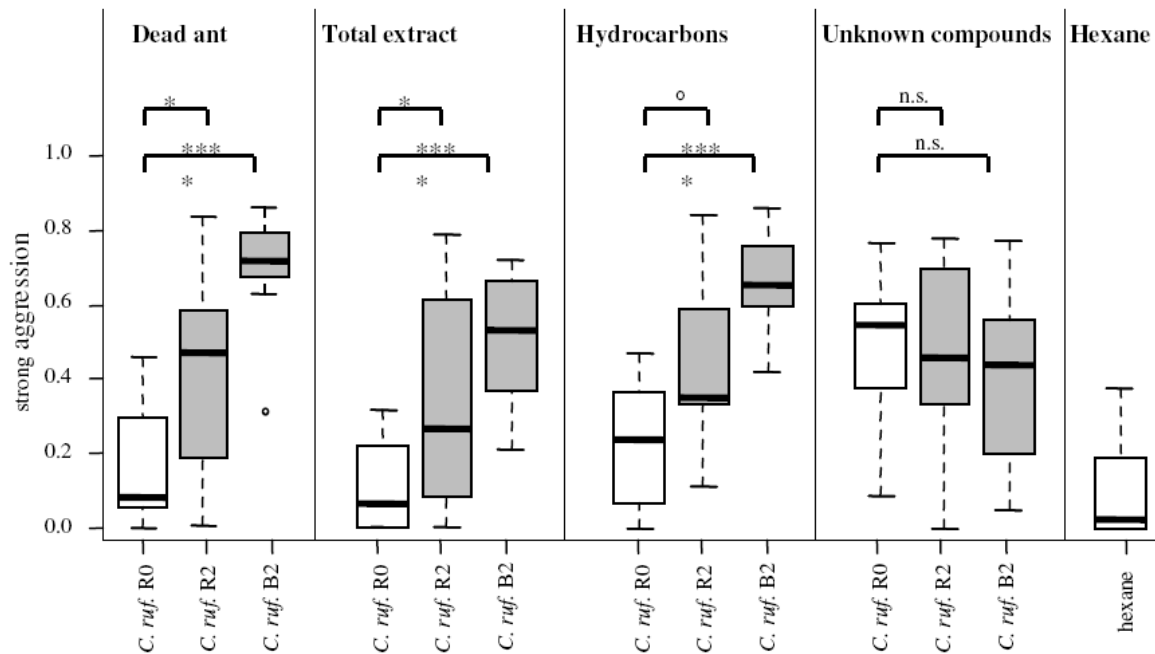 Dead ant
Total extract
Hydrocarbons
Unknown compounds
Hexane
*
*
°
n.s.
***
***
***
n.s.
*
*
*
1.0
0.8
0.6
0.4
0.2
0.0
strong aggression
C. ruf. R0
C. ruf. R2
C. ruf. B2
C. ruf. R0
C. ruf. R2
C. ruf. B2
C. ruf. R0
C. ruf. R2
C. ruf. B2
C. ruf. R0
C. ruf. R2
C. ruf. B2
hexane